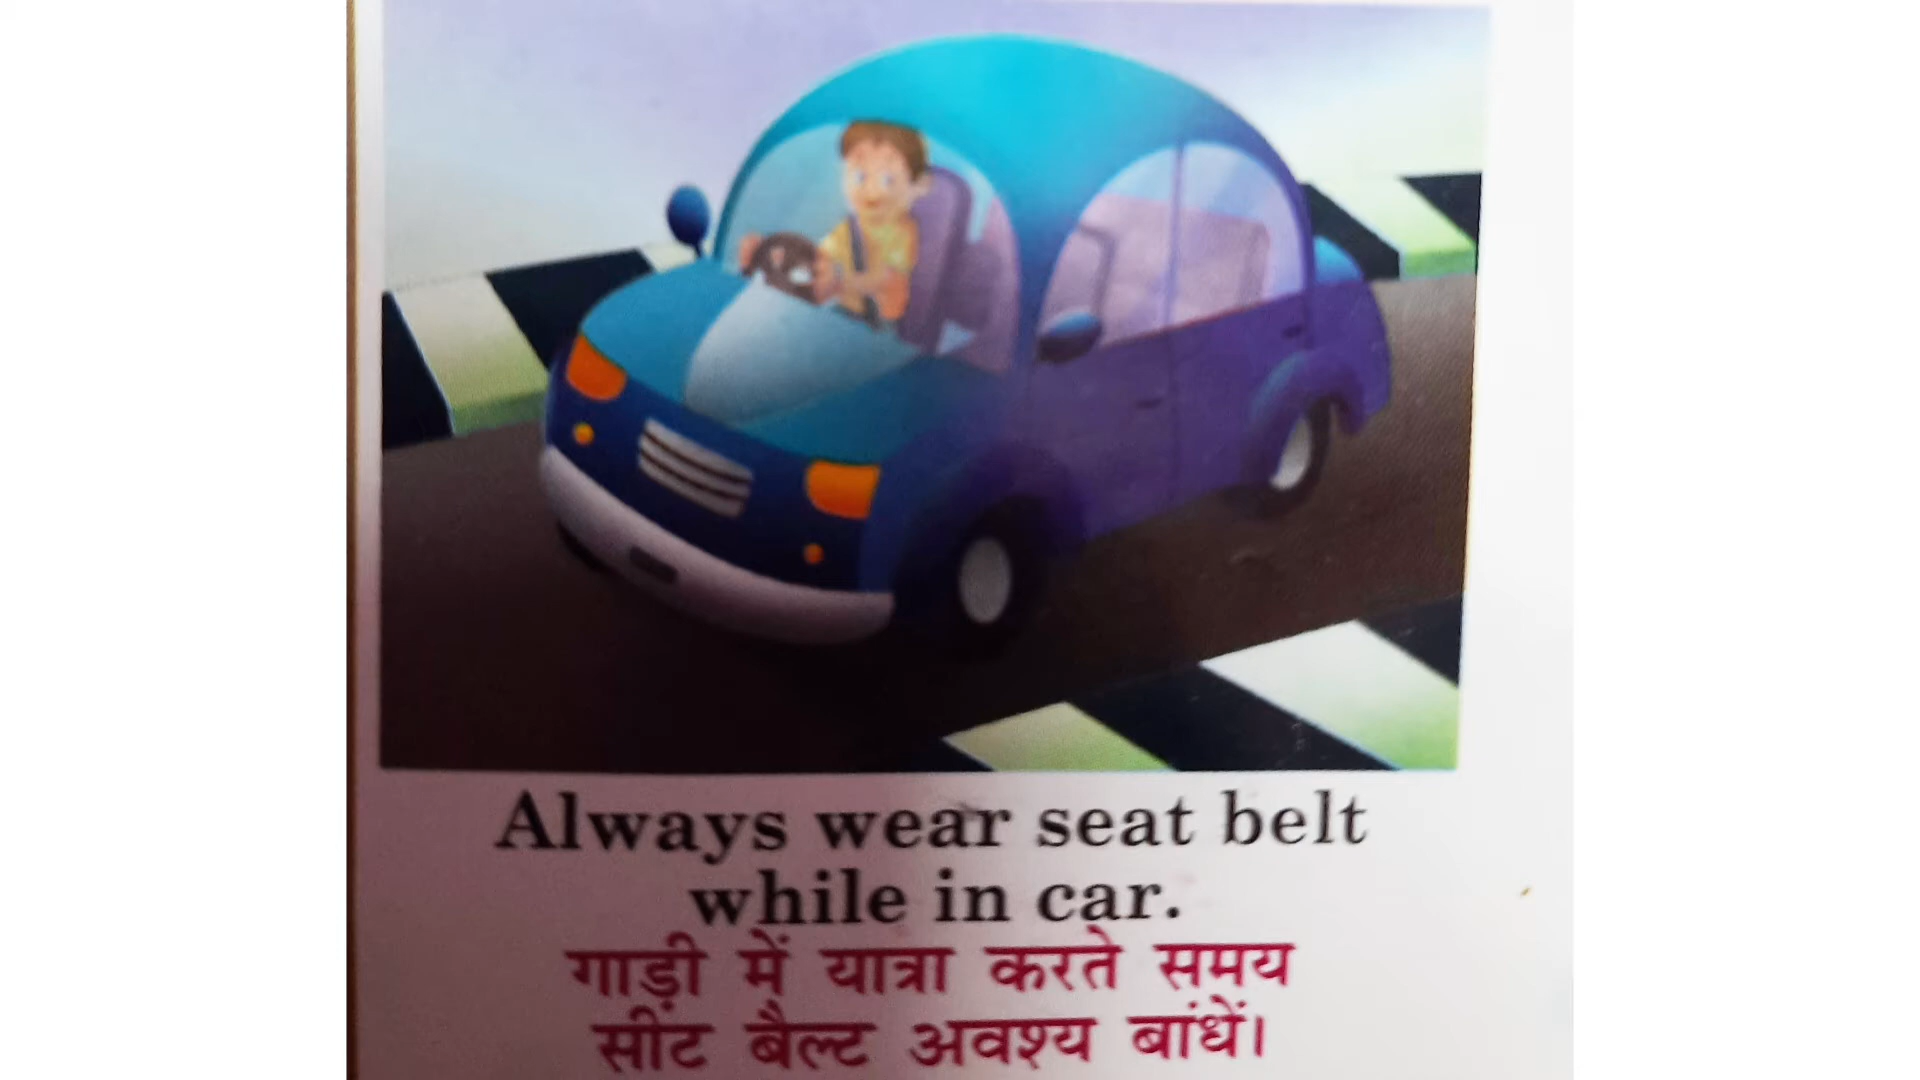 Always wear seat belt
while in car.
गाड़ी में यात्रा करते समय
सीट बैल्ट अवश्य बांधें।